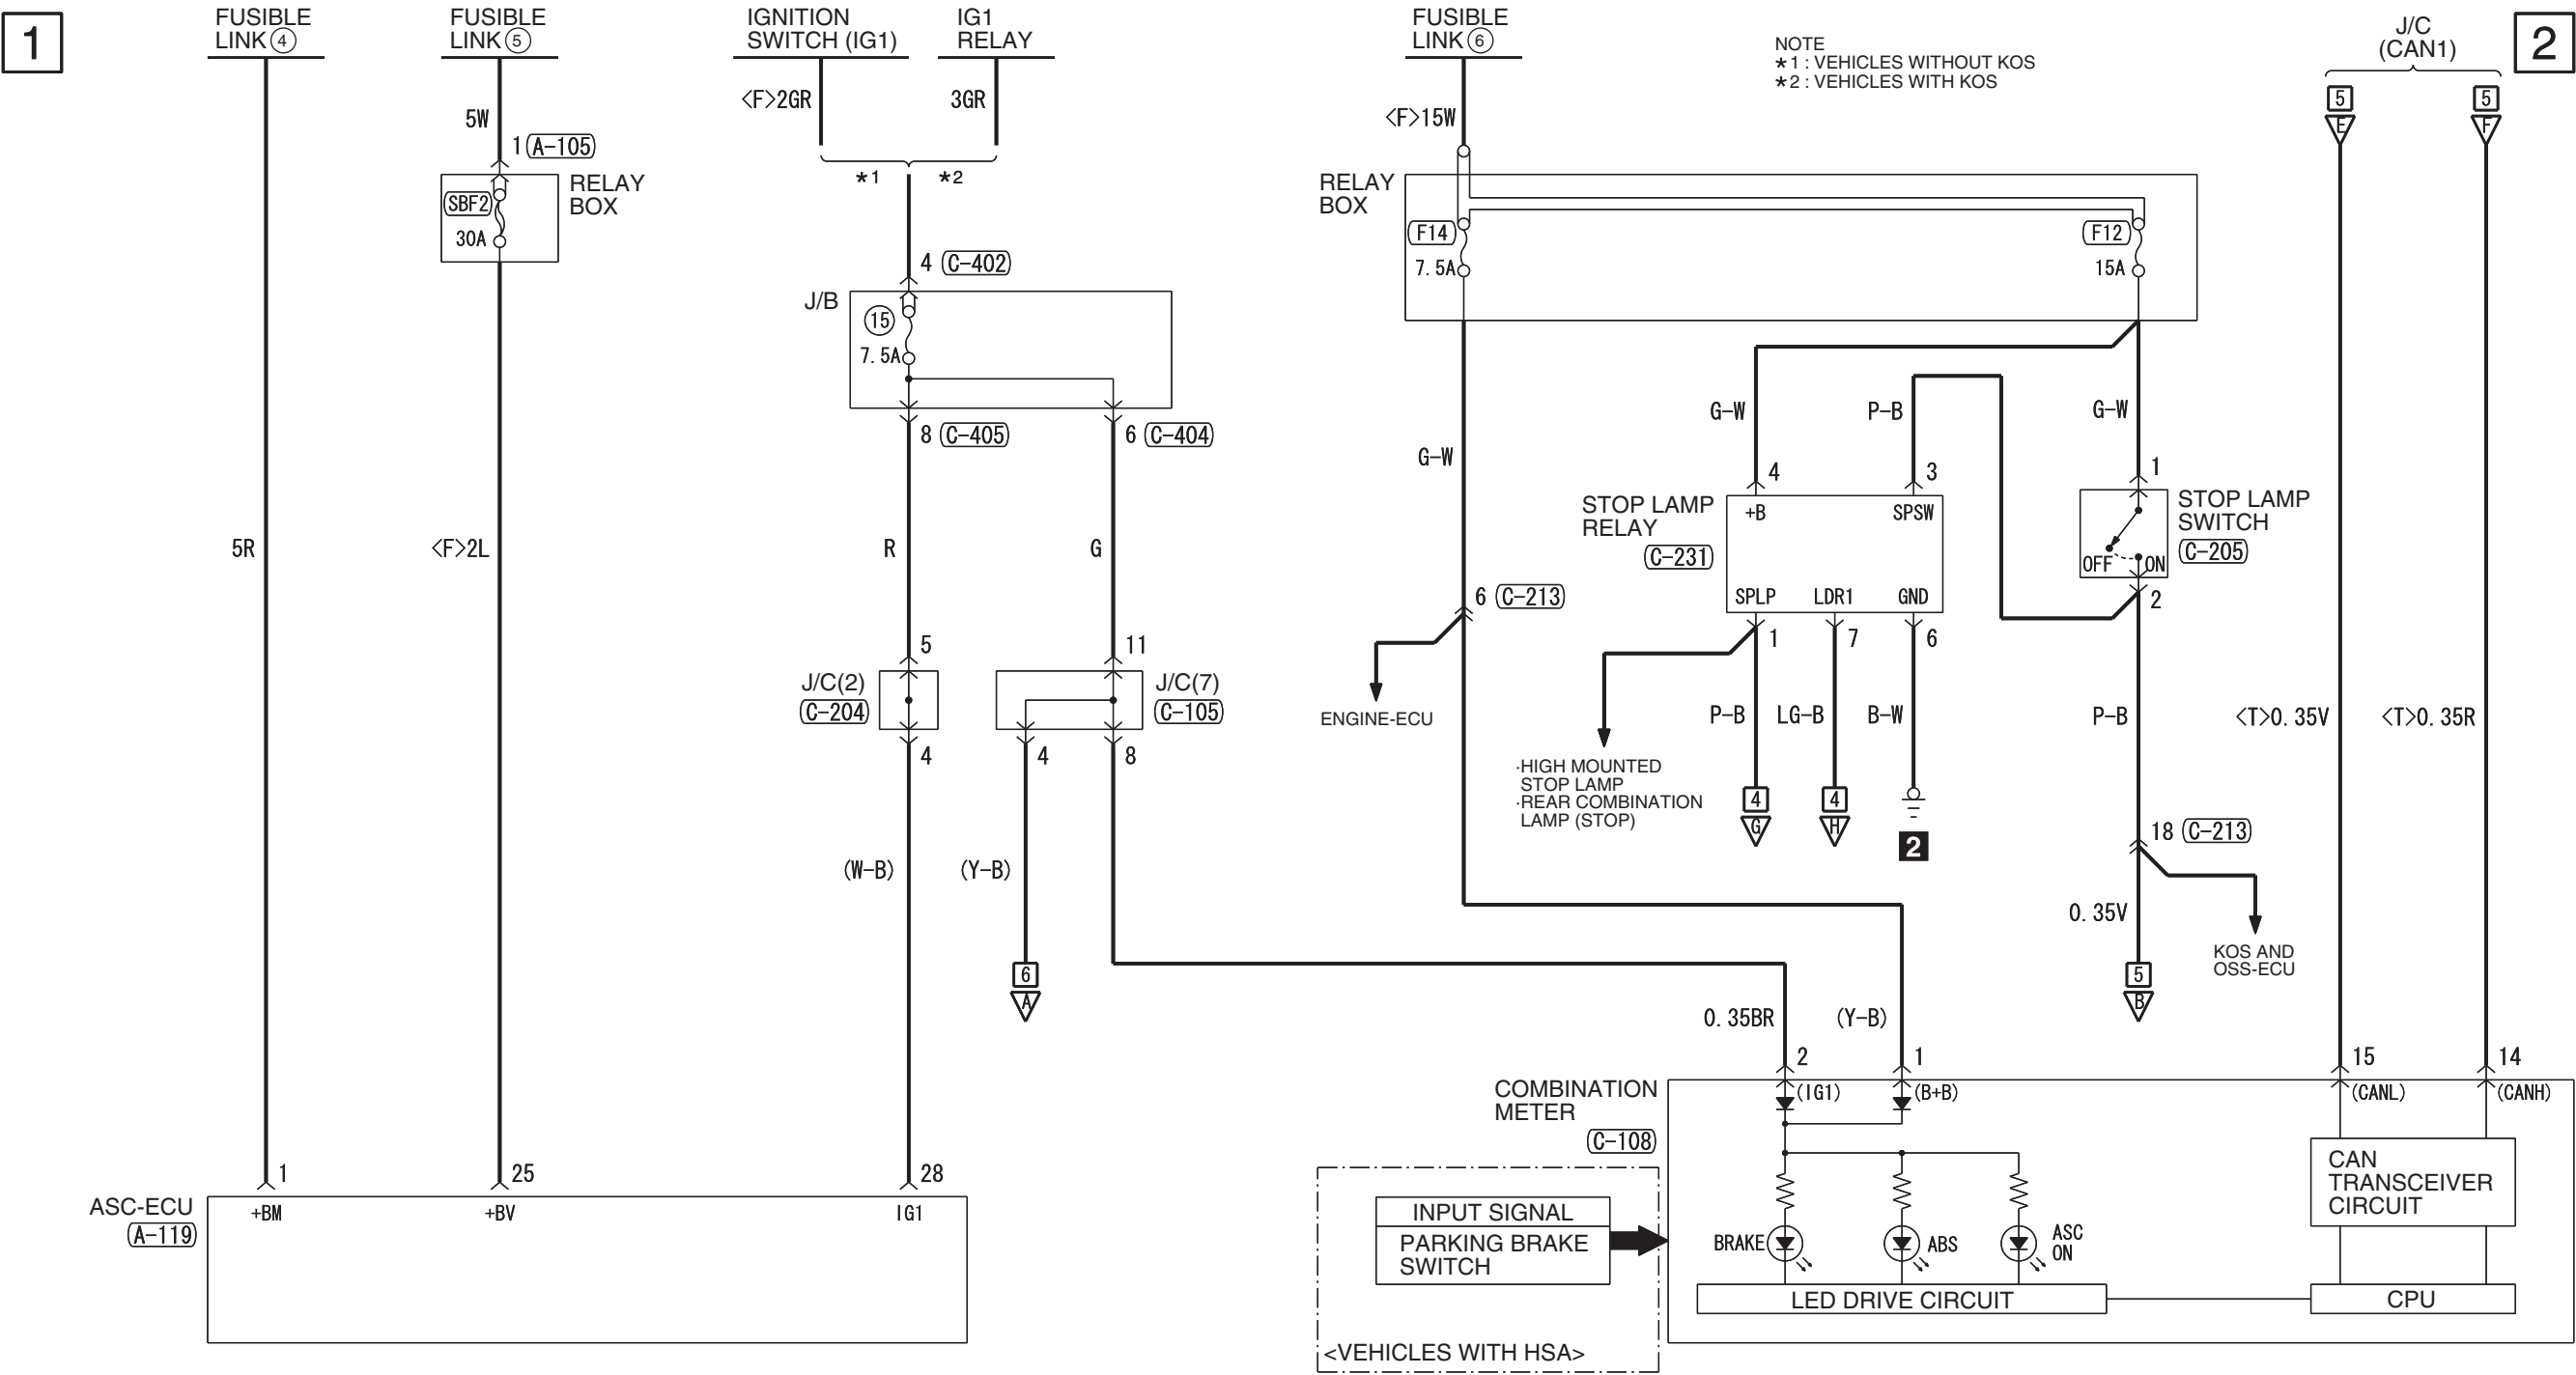 1
FUSIBLE
LINK 4
FUSIBLE
LINK 5
IGNITION
SWITCH (IG1)
IG1
RELAY
FUSIBLE
LINK 6
NOTE
*1 : VEHICLES WITHOUT KOS
*2 : VEHICLES WITH KOS
J/C
(CAN1)
2
5W
<F>2GR
3GR
<F>15W
5
E
5
F
1 A-105
SBF2
30A
RELAY
BOX
*1
*2
4 C-402
J/B
15
7.5A
8 C-405
6 C-404
RELAY
BOX
F14
7.5A
F12
15A
G-W
G-W
P-B
G-W
5R
<F>2L
R
G
4
3
1
STOP LAMP
RELAY
C-231
+B
SPSW
SPLP
LDR1
GND
STOP LAMP
SWITCH
C-205
OFF
ON
2
6 C-213
1
7
6
5
11
J/C(2)
C-204
J/C(7)
C-105
4
4
8
ENGINE-ECU
P-B
LG-B
B-W
P-B
<T>0.35V
<T>0.35R
·HIGH MOUNTED
STOP LAMP
·REAR COMBINATION
LAMP (STOP)
4
G
4
H
2
18 C-213
(W-B)
(Y-B)
0.35V
KOS AND
OSS-ECU
6
A
5
B
0.35BR
(Y-B)
2
1
15
14
COMBINATION
METER
C-108
(IG1)
(B+B)
(CANL)
(CANH)
1
25
28
ASC-ECU
A-119
+BM
+BV
IG1
INPUT SIGNAL
PARKING BRAKE
SWITCH
<VEHICLES WITH HSA>
BRAKE
ABS
ASC
ON
CAN
TRANSCEIVER
CIRCUIT
LED DRIVE CIRCUIT
CPU